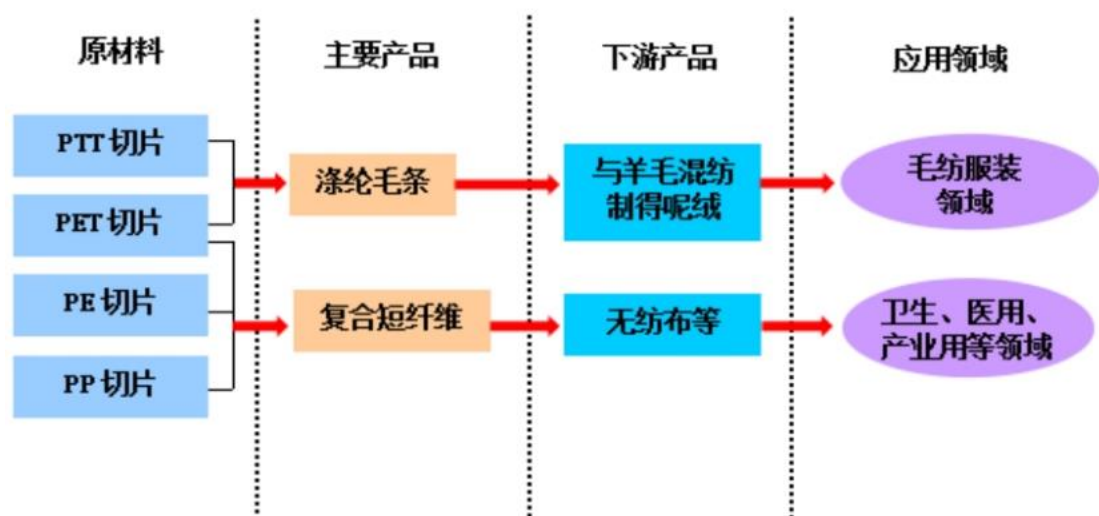 原材料
主要产品
下游产品
应用领域
PTT 切片
PET 切片
PE 切片
PP 切片
涤纶毛条
复合短纤维
与羊毛混纺
制得呢绒
无纺布等
毛纺服装
领域
卫生、医用、
产业用等领域